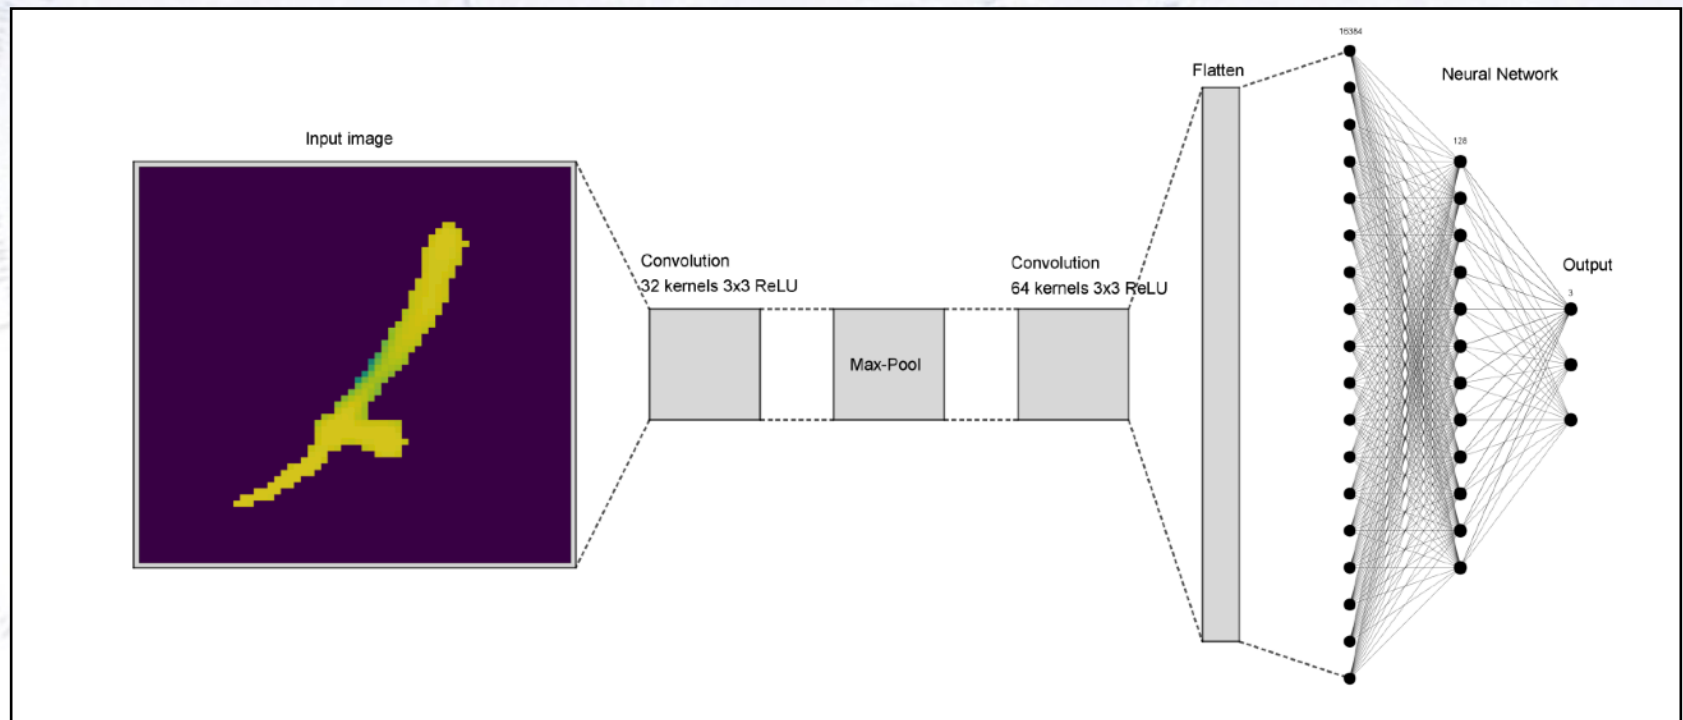 Input image
Convolution
32 kernels 3x3 ReLU
Max-Pool
Convolution
64 kernels 3x3 ReLU
Flatten
16384
Neural Network
128
Output
3